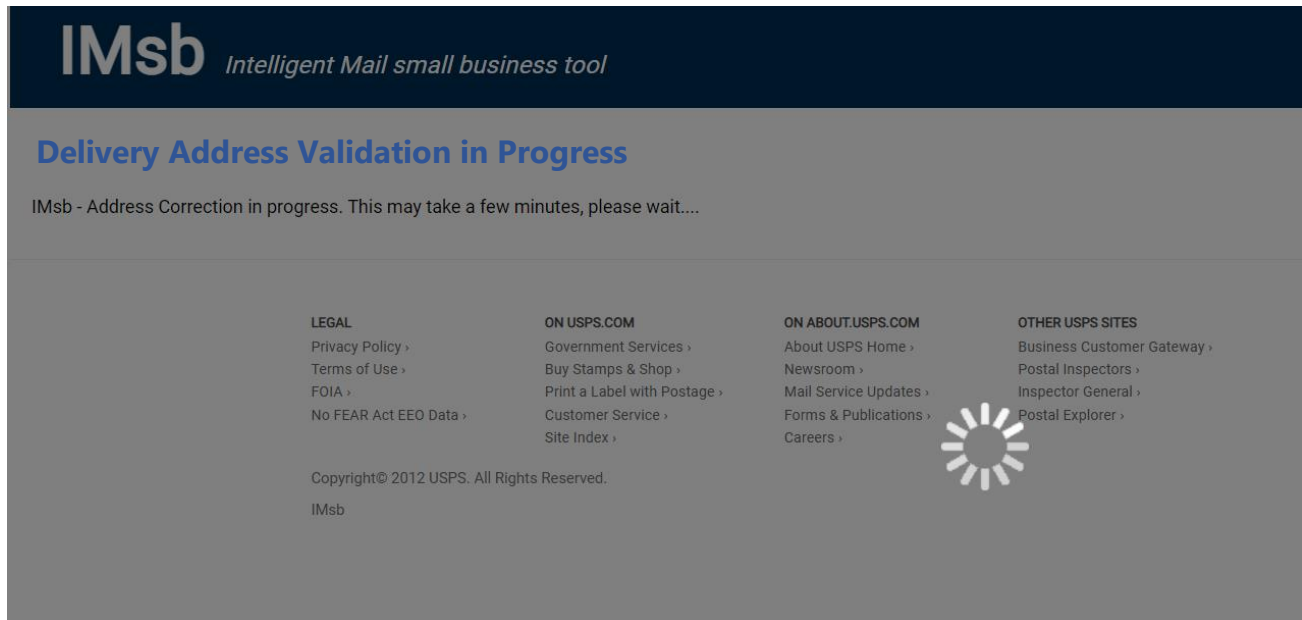 IMsb Intelligent Mail small business tool
Delivery Address Validation in Progress
IMsb - Address Correction in progress. This may take a few minutes, please wait....
LEGAL
Privacy Policy ›
Terms of Use ›
FOIA ›
No FEAR Act EEO Data ›
ON USPS.COM
Government Services ›
Buy Stamps & Shop ›
Print a Label with Postage ›
Customer Service ›
Site Index ›
ON ABOUT.USPS.COM
About USPS Home ›
Newsroom ›
Mail Service Updates ›
Forms & Publications ›
Careers ›
OTHER USPS SITES
Business Customer Gateway ›
Postal Inspectors ›
Inspector General ›
Postal Explorer ›
Copyright© 2012 USPS. All Rights Reserved.
IMsb